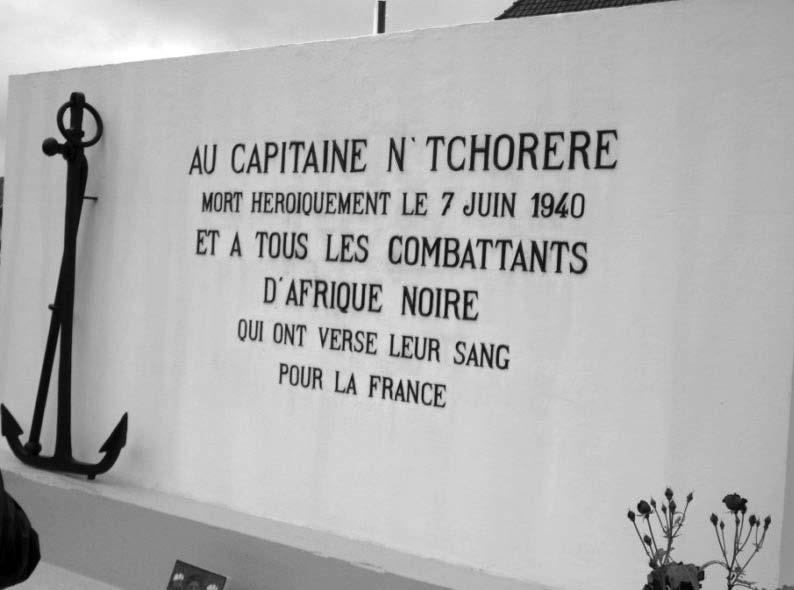 AU CAPITAINE N'TCHORERE
MORT HEROIQUEMENT LE 7 JUIN 1940
ET A TOUS LES COMBATTANTS
D'AFRIQUE NOIRE
QUI ONT VERSE LEUR SANG
POUR LA FRANCE